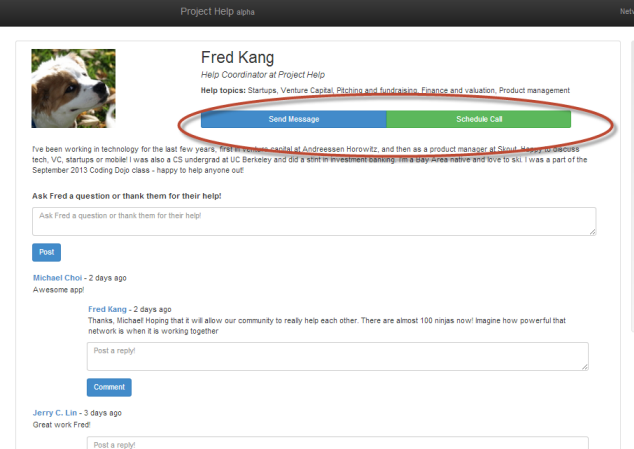 Project Help alpha
Netw
Fred Kang
Help Coordinator at Project Help
Help topics: Startups, Venture Capital, Pitching and fundraising, Finance and valuation, Product management
Send Message
Schedule Call
I've been working in technology for the last few years, first in venture capital at Andreessen Horowitz, and then as a product manager at Skout. Happy to discuss
tech, VC, startups or mobile! I was also a CS undergrad at UC Berkeley and did a stint in investment banking. I'm a Bay Area native and love to ski. I was a part of the
September 2013 Coding Dojo class - happy to help anyone out!
Ask Fred a question or thank them for their help!
Ask Fred a question or thank them for their help!
Post
Michael Choi - 2 days ago
Awesome app!
Fred Kang - 2 days ago
Thanks, Michael! Hoping that it will allow our community to really help each other. There are almost 100 ninjas now! Imagine how powerful that
network is when it is working together
Post a reply!
Comment
Jerry C. Lin - 3 days ago
Great work Fred!
Post a reply!